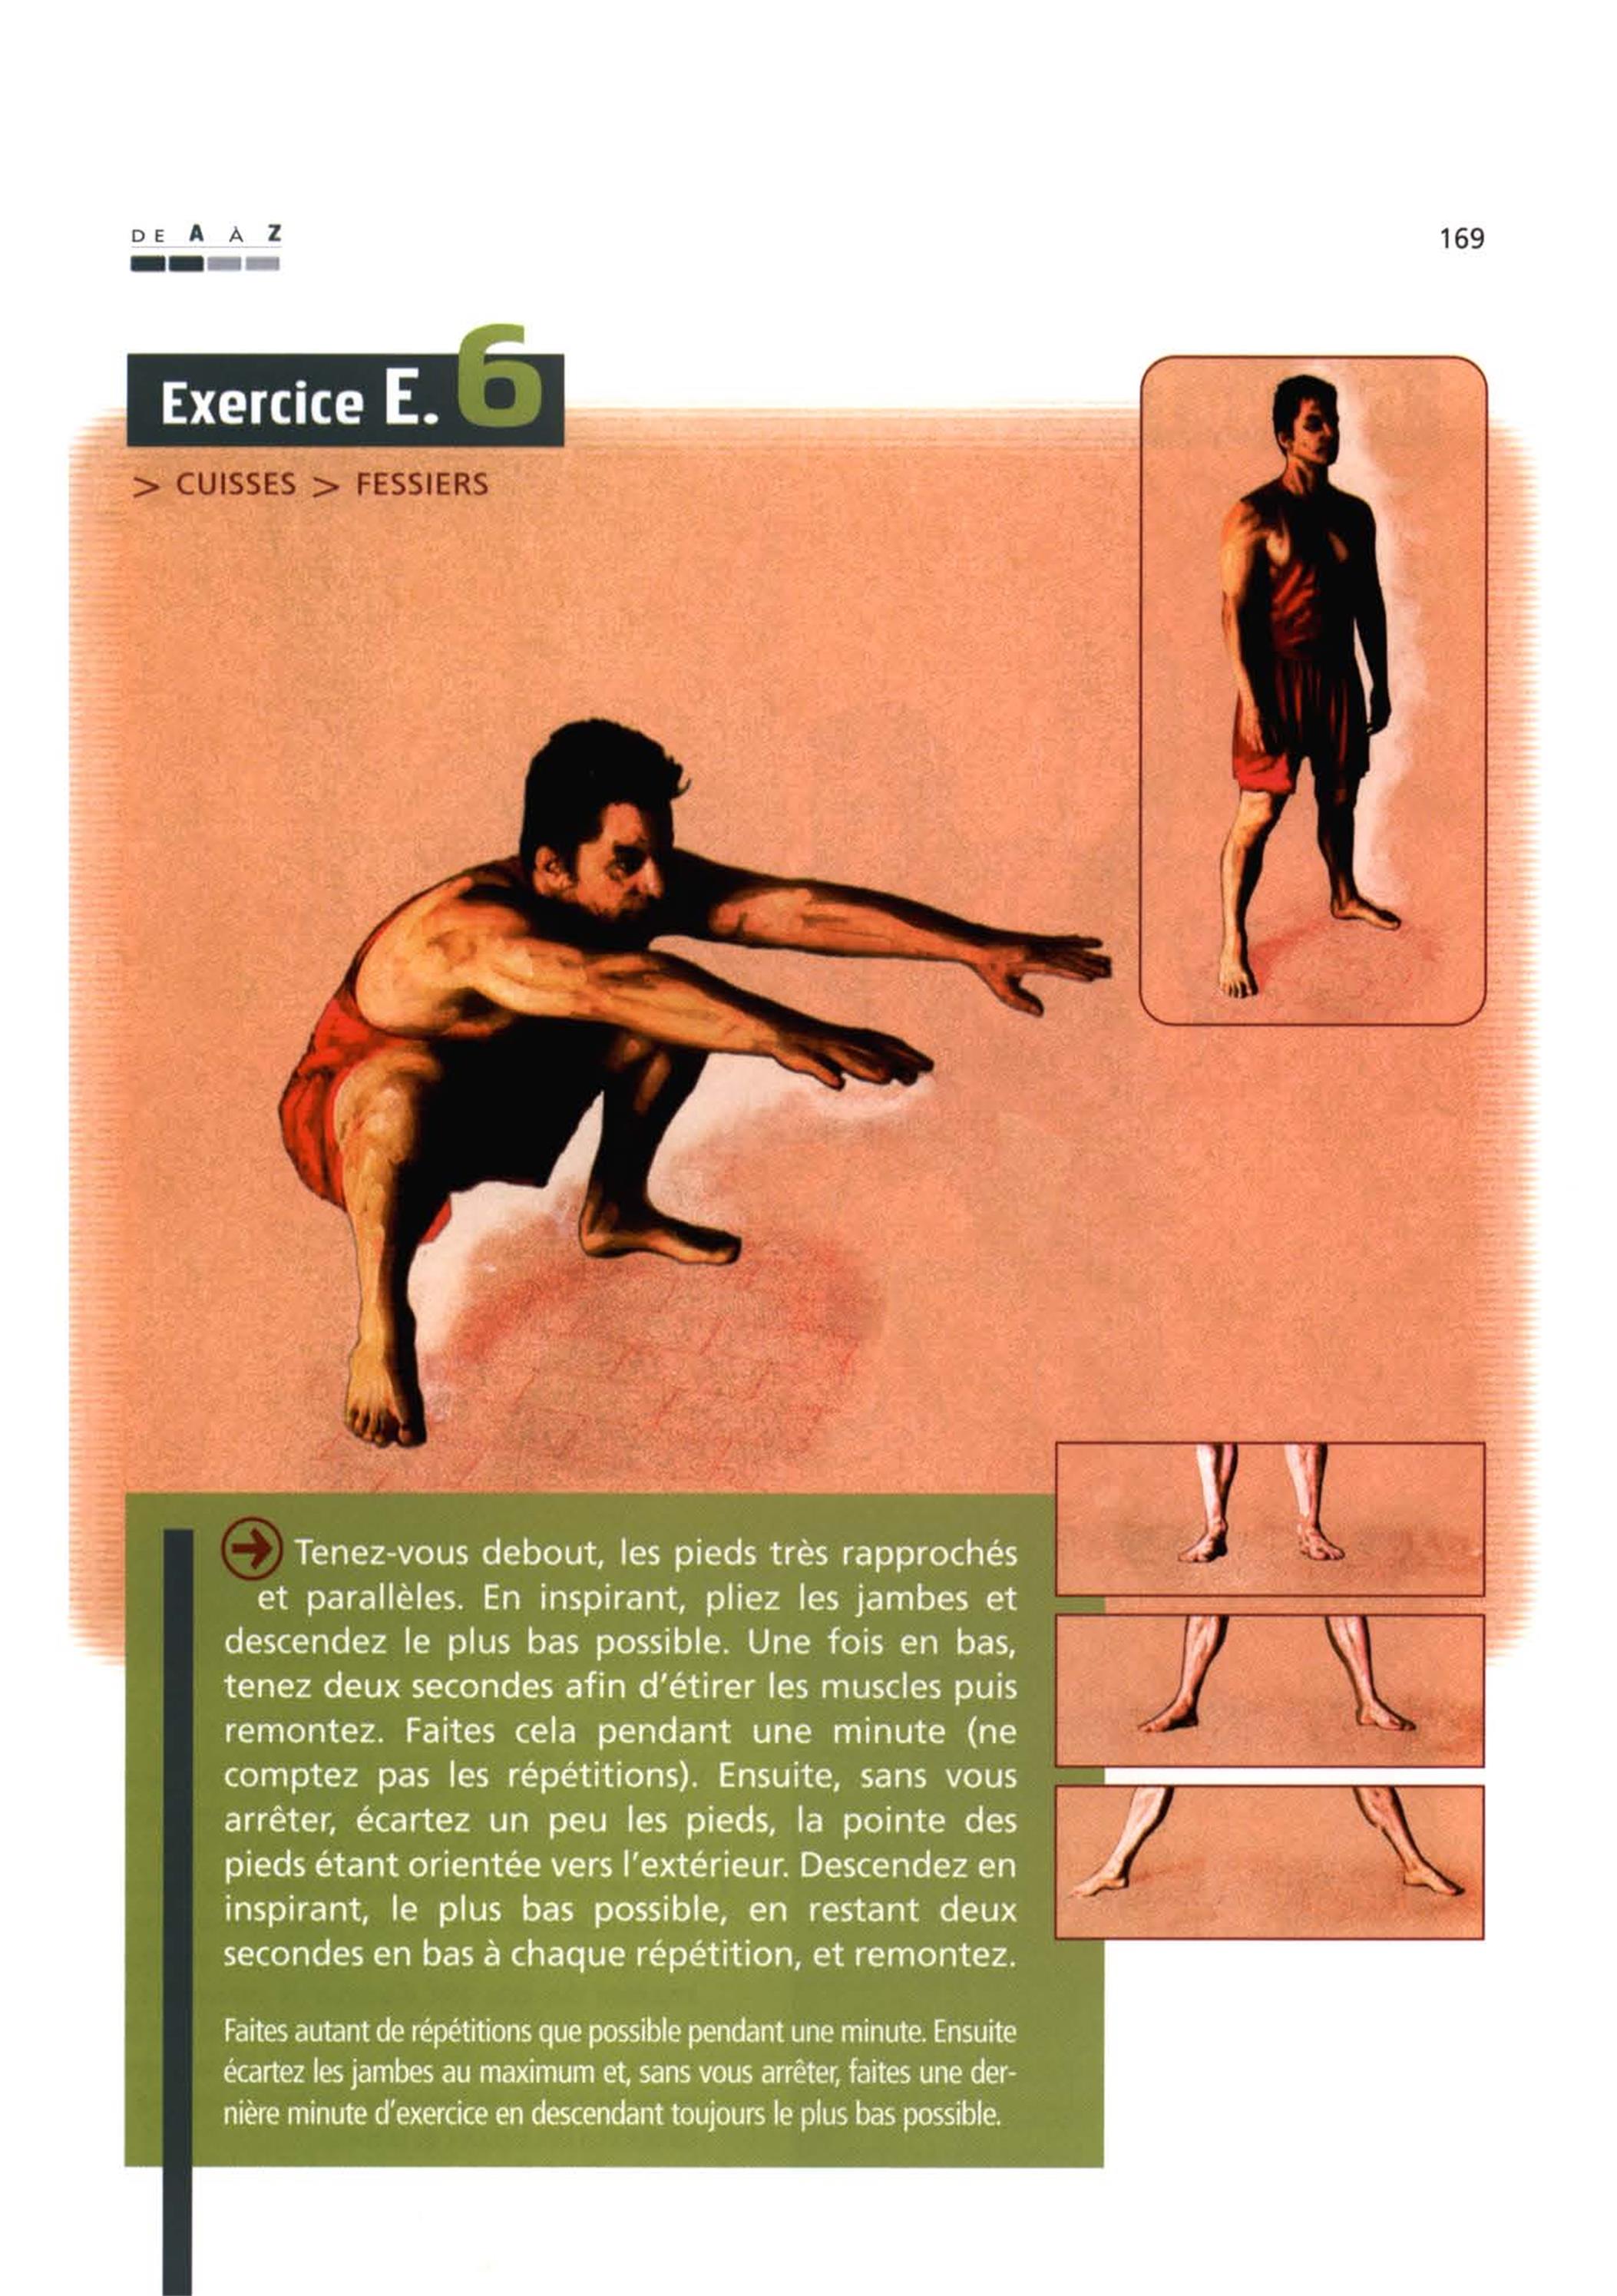 DE A À Z
169
Exercice E. 6
> CUISSES > FESSIERS
Tenez-vous debout, les pieds très rapprochés
et parallèles. En inspirant, pliez les jambes et
descendez le plus bas possible. Une fois en bas,
tenez deux secondes afin d'étirer les muscles puis
remontez. Faites cela pendant une minute (ne
comptez pas les répétitions). Ensuite, sans vous
arrêter, écartez un peu les pieds, la pointe des
pieds étant orientée vers l'extérieur. Descendez en
inspirant, le plus bas possible, en restant deux
secondes en bas à chaque répétition, et remontez.
Faites autant de répétitions que possible pendant une minute. Ensuite
écartez les jambes au maximum et, sans vous arrêter, faites une der-
nière minute d'exercice en descendant toujours le plus bas possible.